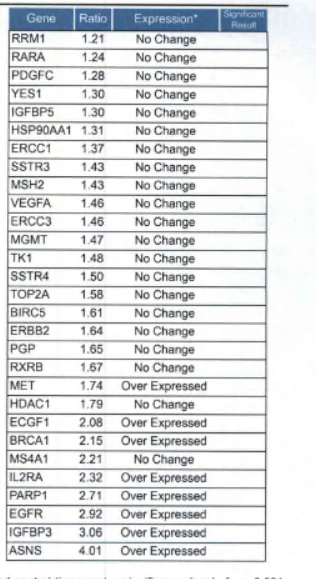 Gene Ratio Expression* Significant Result
RRM1 1.21 No Change
RARA 1.24 No Change
PDGFC 1.28 No Change
YES1 1.30 No Change
IGFBP5 1.30 No Change
HSP90AA1 1.31 No Change
ERCC1 1.37 No Change
SSTR3 1.43 No Change
MSH2 1.43 No Change
VEGFA 1.46 No Change
ERCC3 1.46 No Change
MGMT 1.47 No Change
TK1 1.48 No Change
SSTR4 1.50 No Change
TOP2A 1.58 No Change
BIRC5 1.61 No Change
ERBB2 1.64 No Change
PGP 1.65 No Change
RXRB 1.67 No Change
MET 1.74 Over Expressed
HDAC1 1.79 No Change
ECGF1 2.08 Over Expressed
BRCA1 2.15 Over Expressed
MS4A1 2.21 No Change
IL2RA 2.32 Over Expressed
PARP1 2.71 Over Expressed
EGFR 2.92 Over Expressed
IGFBP3 3.06 Over Expressed
ASNS 4.01 Over Expressed